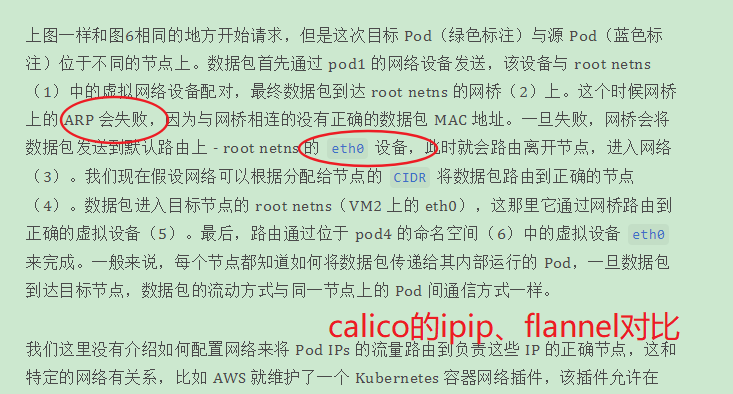 上图一样和图6相同的地方开始请求，但是这次目标 Pod（绿色标注）与源 Pod（蓝色标
注）位于不同的节点上。数据包首先通过 pod1 的网络设备发送，该设备与 root netns
（1）中的虚拟网络设备配对，最终数据包到达 root netns 的网桥（2）上。这个时候网桥
上的 ARP 会失败，因为与网桥相连的没有正确的数据包 MAC 地址。一旦失败，网桥会将
数据包发送到默认路由上 - root netns 的 eth0 设备，此时就会路由离开节点，进入网络
（3）。我们现在假设网络可以根据分配给节点的 CIDR 将数据包路由到正确的节点
（4）。数据包进入目标节点的 root netns（VM2 上的 eth0），这那里它通过网桥路由到
正确的虚拟设备（5）。最后，路由通过位于 pod4 的命名空间（6）中的虚拟设备 eth0
来完成。一般来说，每个节点都知道如何将数据包传递给其内部运行的 Pod，一旦数据包
到达目标节点，数据包的流动方式与同一节点上的 Pod 间通信方式一样。
calico的ipip、flannel对比
我们这里没有介绍如何配置网络来将 Pod IPs 的流量路由到负责这些 IP 的正确节点，这和
特定的网络有关系，比如 AWS 就维护了一个 Kubernetes 容器网络插件，该插件允许在